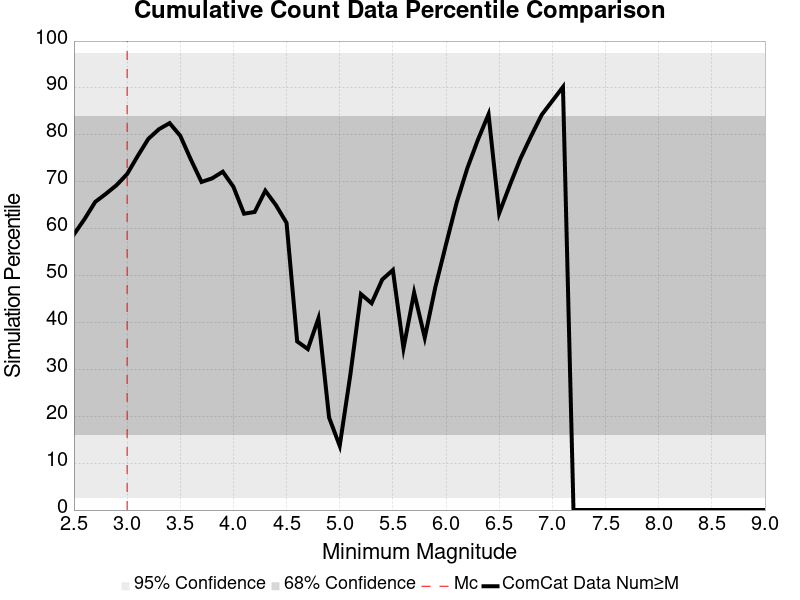 Cumulative Count Data Percentile Comparison
Simulation Percentile
100
90
80
70
60
50
40
30
20
10
0
2.5 3.0 3.5 4.0 4.5 5.0 5.5 6.0 6.5 7.0 7.5 8.0 8.5 9.0
Minimum Magnitude
95% Confidence 68% Confidence Mc ComCat Data Num≥M